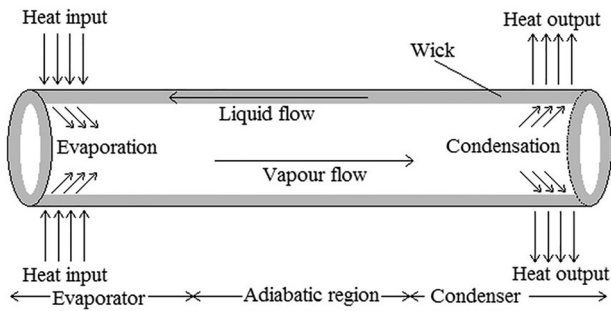 Heat input
Heat output
Wick
Liquid flow
Evaporation
Condensation
Vapour flow
Heat input
Heat output
Evaporator
Adiabatic region
Condenser